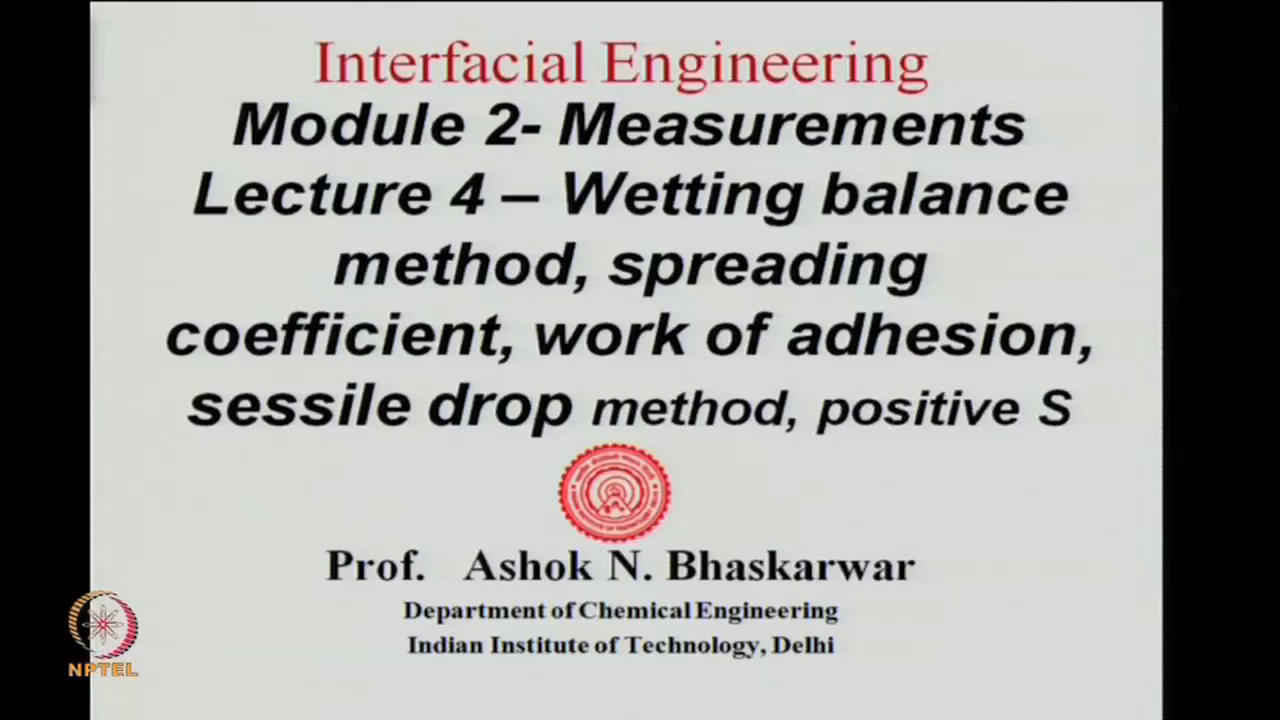 Interfacial Engineering
Module 2- Measurements
Lecture 4 – Wetting balance
method, spreading
coefficient, work of adhesion,
sessile drop method, positive S
Prof. Ashok N. Bhaskarwar
Department of Chemical Engineering
Indian Institute of Technology, Delhi
NPTEL